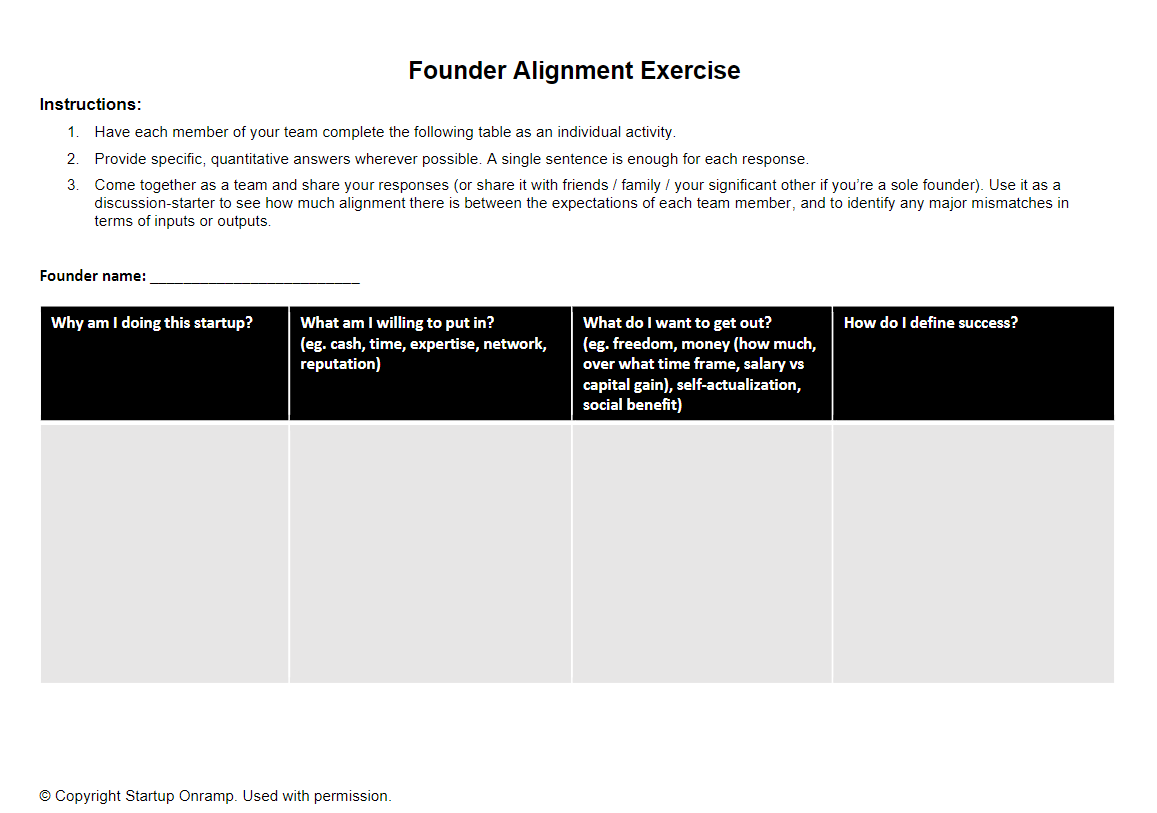 Founder Alignment Exercise
Instructions:
1. Have each member of your team complete the following table as an individual activity.
2. Provide specific, quantitative answers wherever possible. A single sentence is enough for each response.
3. Come together as a team and share your responses (or share it with friends / family / your significant other if you're a sole founder). Use it as a
discussion-starter to see how much alignment there is between the expectations of each team member, and to identify any major mismatches in
terms of inputs or outputs.
Founder name: __________________________
Why am I doing this startup?
What am I willing to put in?
(eg. cash, time, expertise, network,
reputation)
What do I want to get out?
(eg. freedom, money (how much,
over what time frame, salary vs
capital gain), self-actualization,
social benefit)
How do I define success?
© Copyright Startup Onramp. Used with permission.